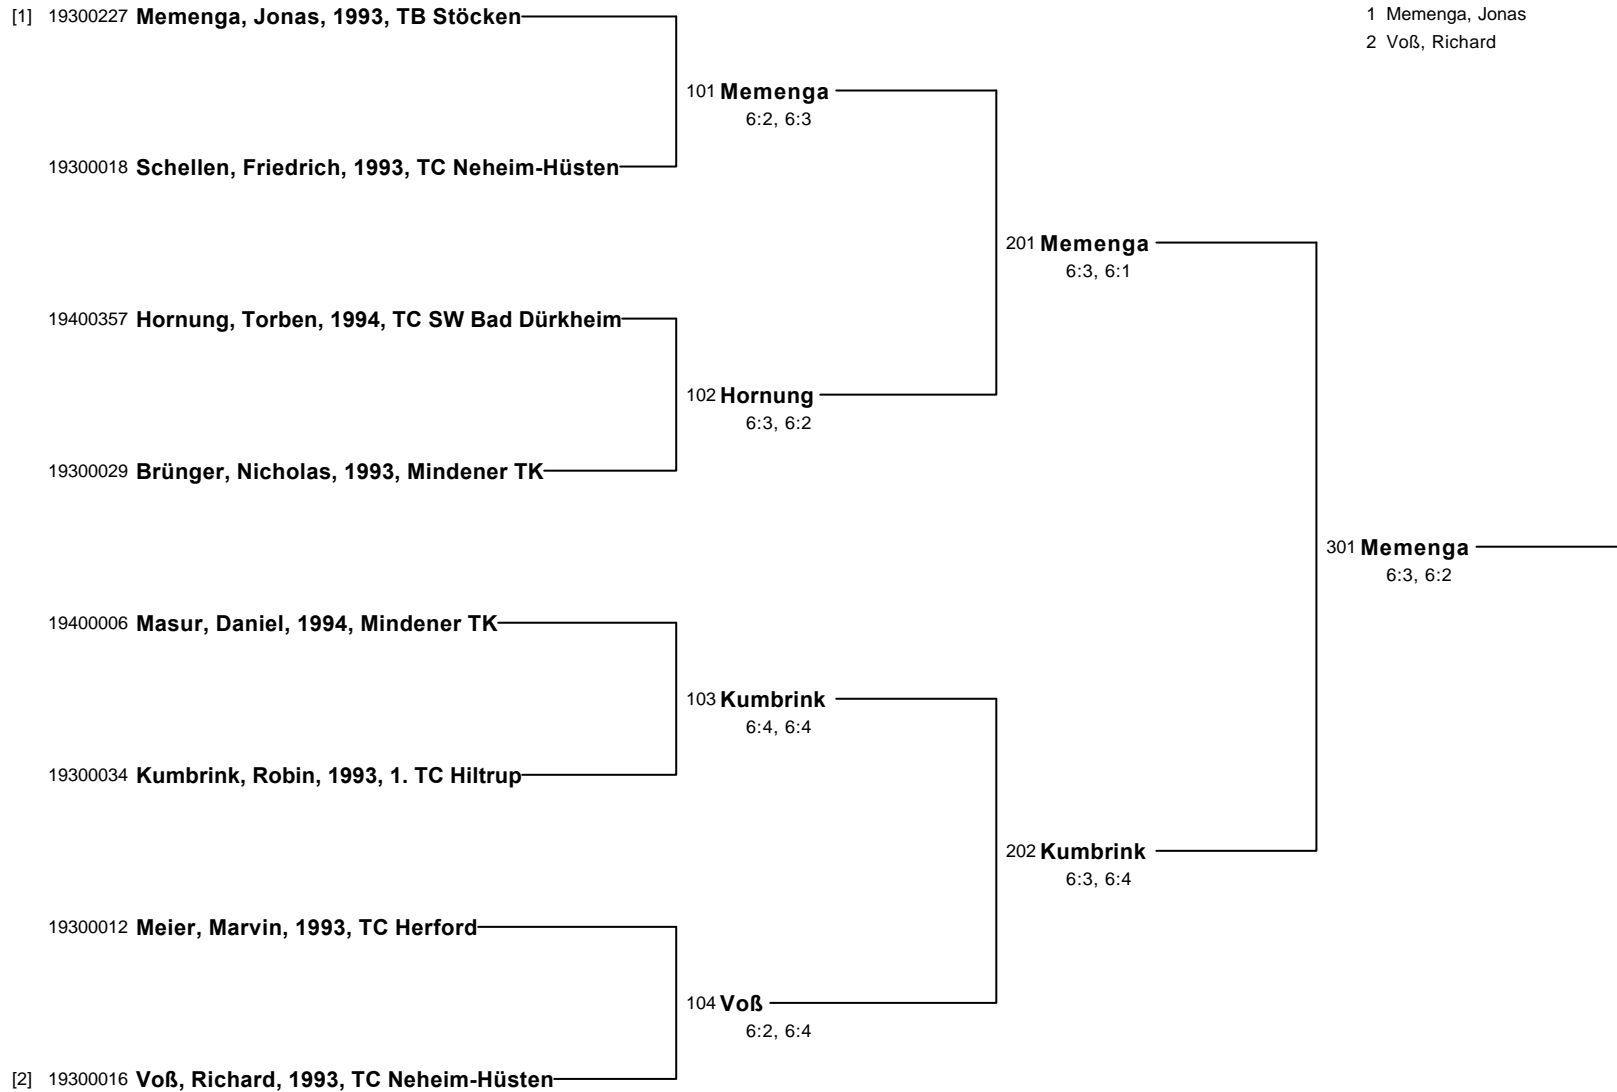 [1] 19300227 Memenga, Jonas, 1993, TB Stöcken
1 Memenga, Jonas
2 Voß, Richard
101 Memenga
6:2, 6:3
19300018 Schellen, Friedrich, 1993, TC Neheim-Hüsten
201 Memenga
6:3, 6:1
19400357 Hornung, Torben, 1994, TC SW Bad Dürkheim
102 Hornung
6:3, 6:2
19300029 Brünger, Nicholas, 1993, Mindener TK
301 Memenga
6:3, 6:2
19400006 Masur, Daniel, 1994, Mindener TK
103 Kumbrink
6:4, 6:4
19300034 Kumbrink, Robin, 1993, 1. TC Hiltrup
202 Kumbrink
6:3, 6:4
19300012 Meier, Marvin, 1993, TC Herford
104 Voß
6:2, 6:4
[2] 19300016 Voß, Richard, 1993, TC Neheim-Hüsten